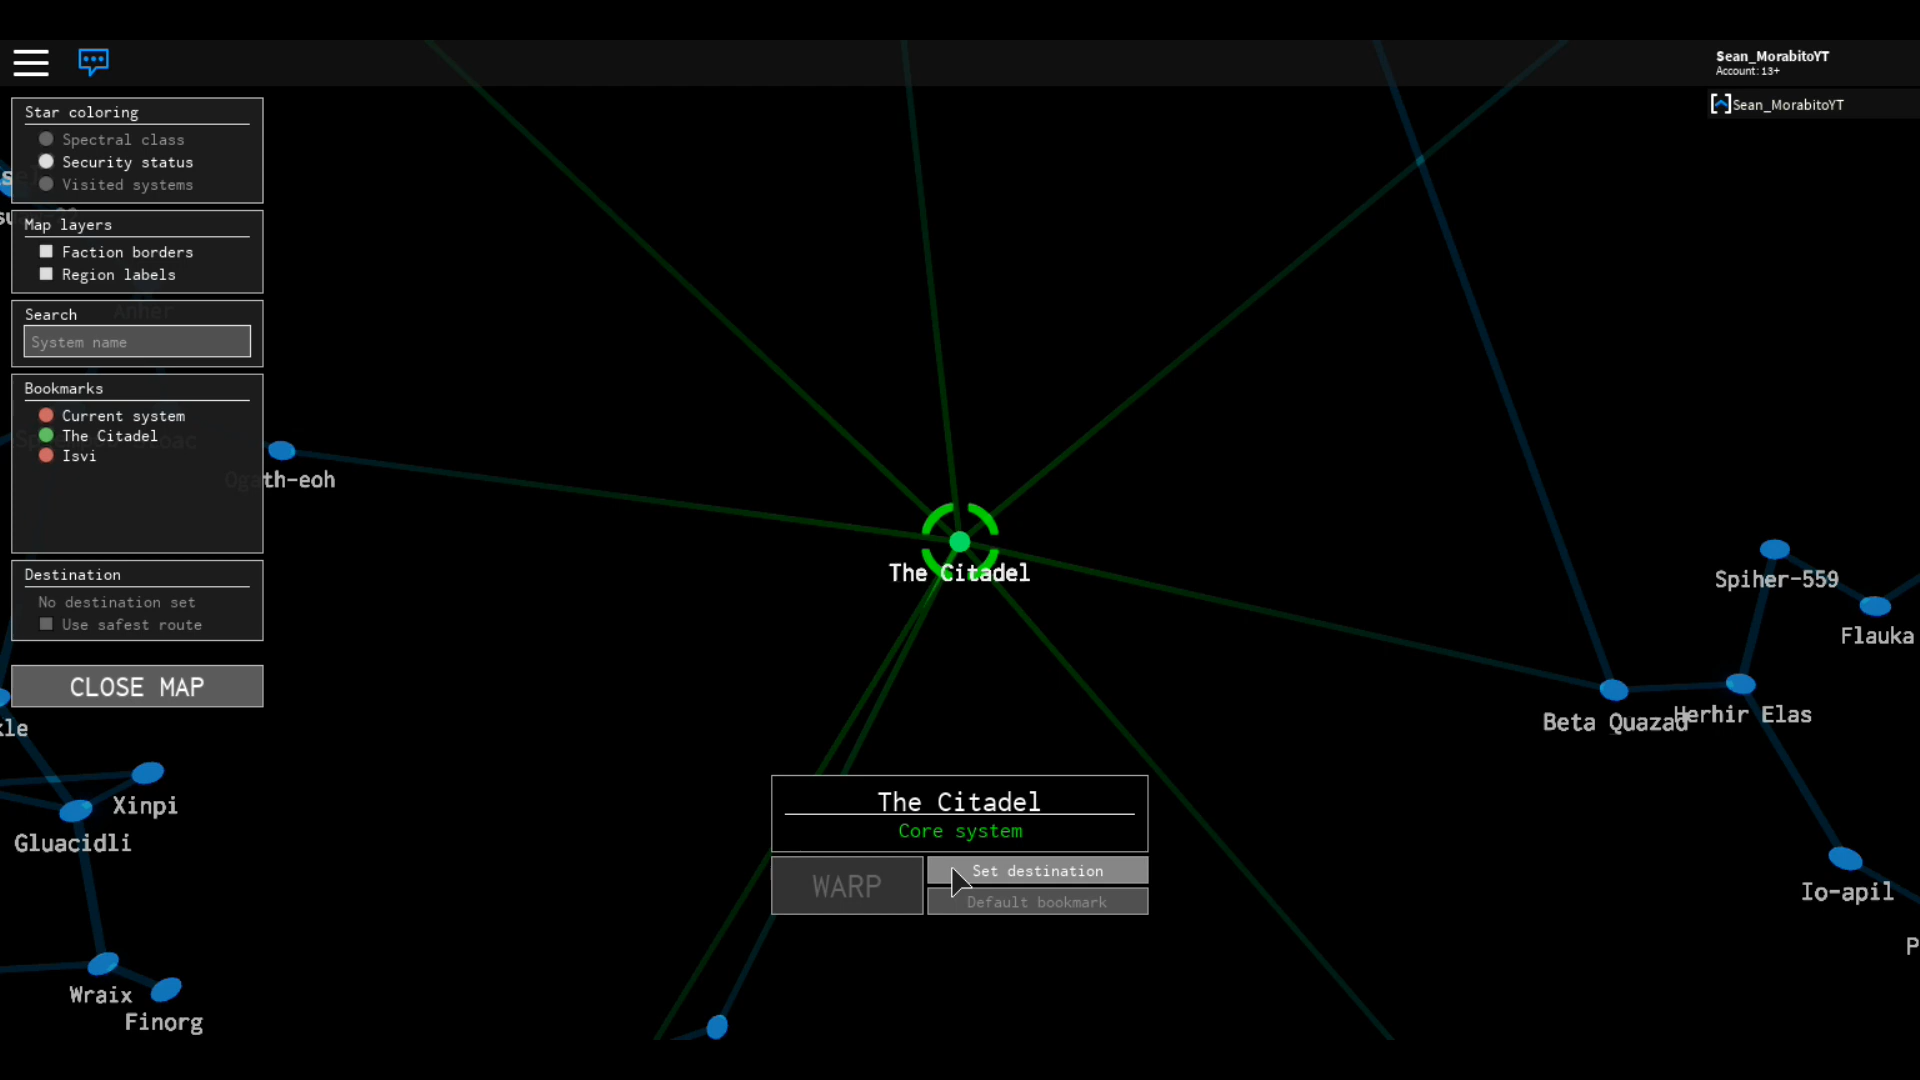 Sean_MorabitoYT
Account: 13+
Sean_MorabitoYT
Star coloring
Spectral class
Security status
Visited systems
Map layers
Faction borders
Region labels
Search
System name
Bookmarks
Current system
The Citadel
Isvi
Destination
No destination set
Use safest route
CLOSE MAP
Anher
Ogath-eoh
The Citadel
Spiher-559
Flauka
Beta Quazad
Herhir Elas
Xinpi
Gluacidli
Io-apil
Wraix
Finorg
The Citadel
Core system
WARP
Set destination
Default bookmark